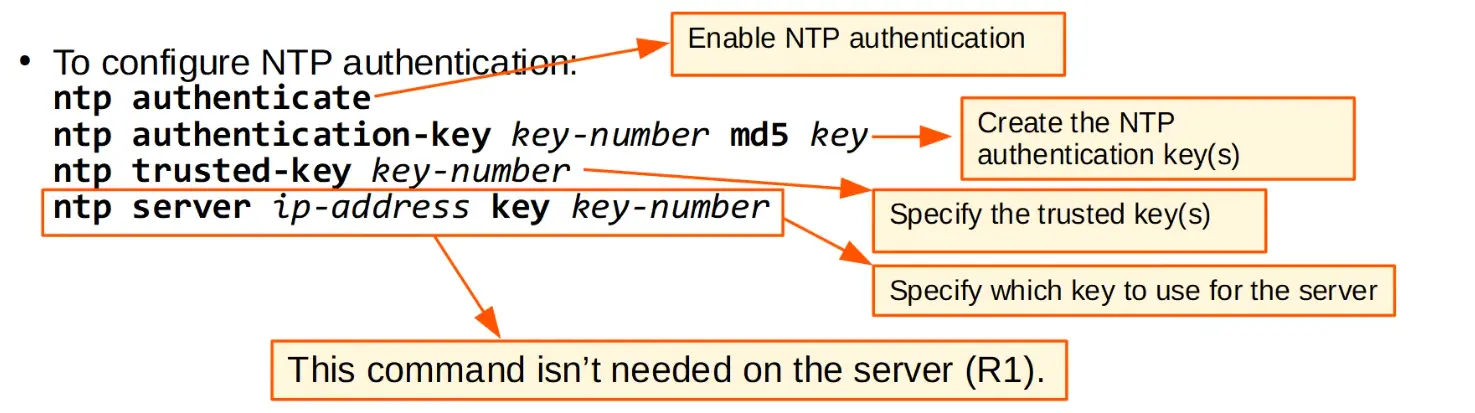 Enable NTP authentication
• To configure NTP authentication:
ntp authenticate
ntp authentication-key key-number md5 key
Create the NTP
authentication key(s)
ntp trusted-key key-number
Specify the trusted key(s)
ntp server ip-address key key-number
Specify which key to use for the server
This command isn’t needed on the server (R1).